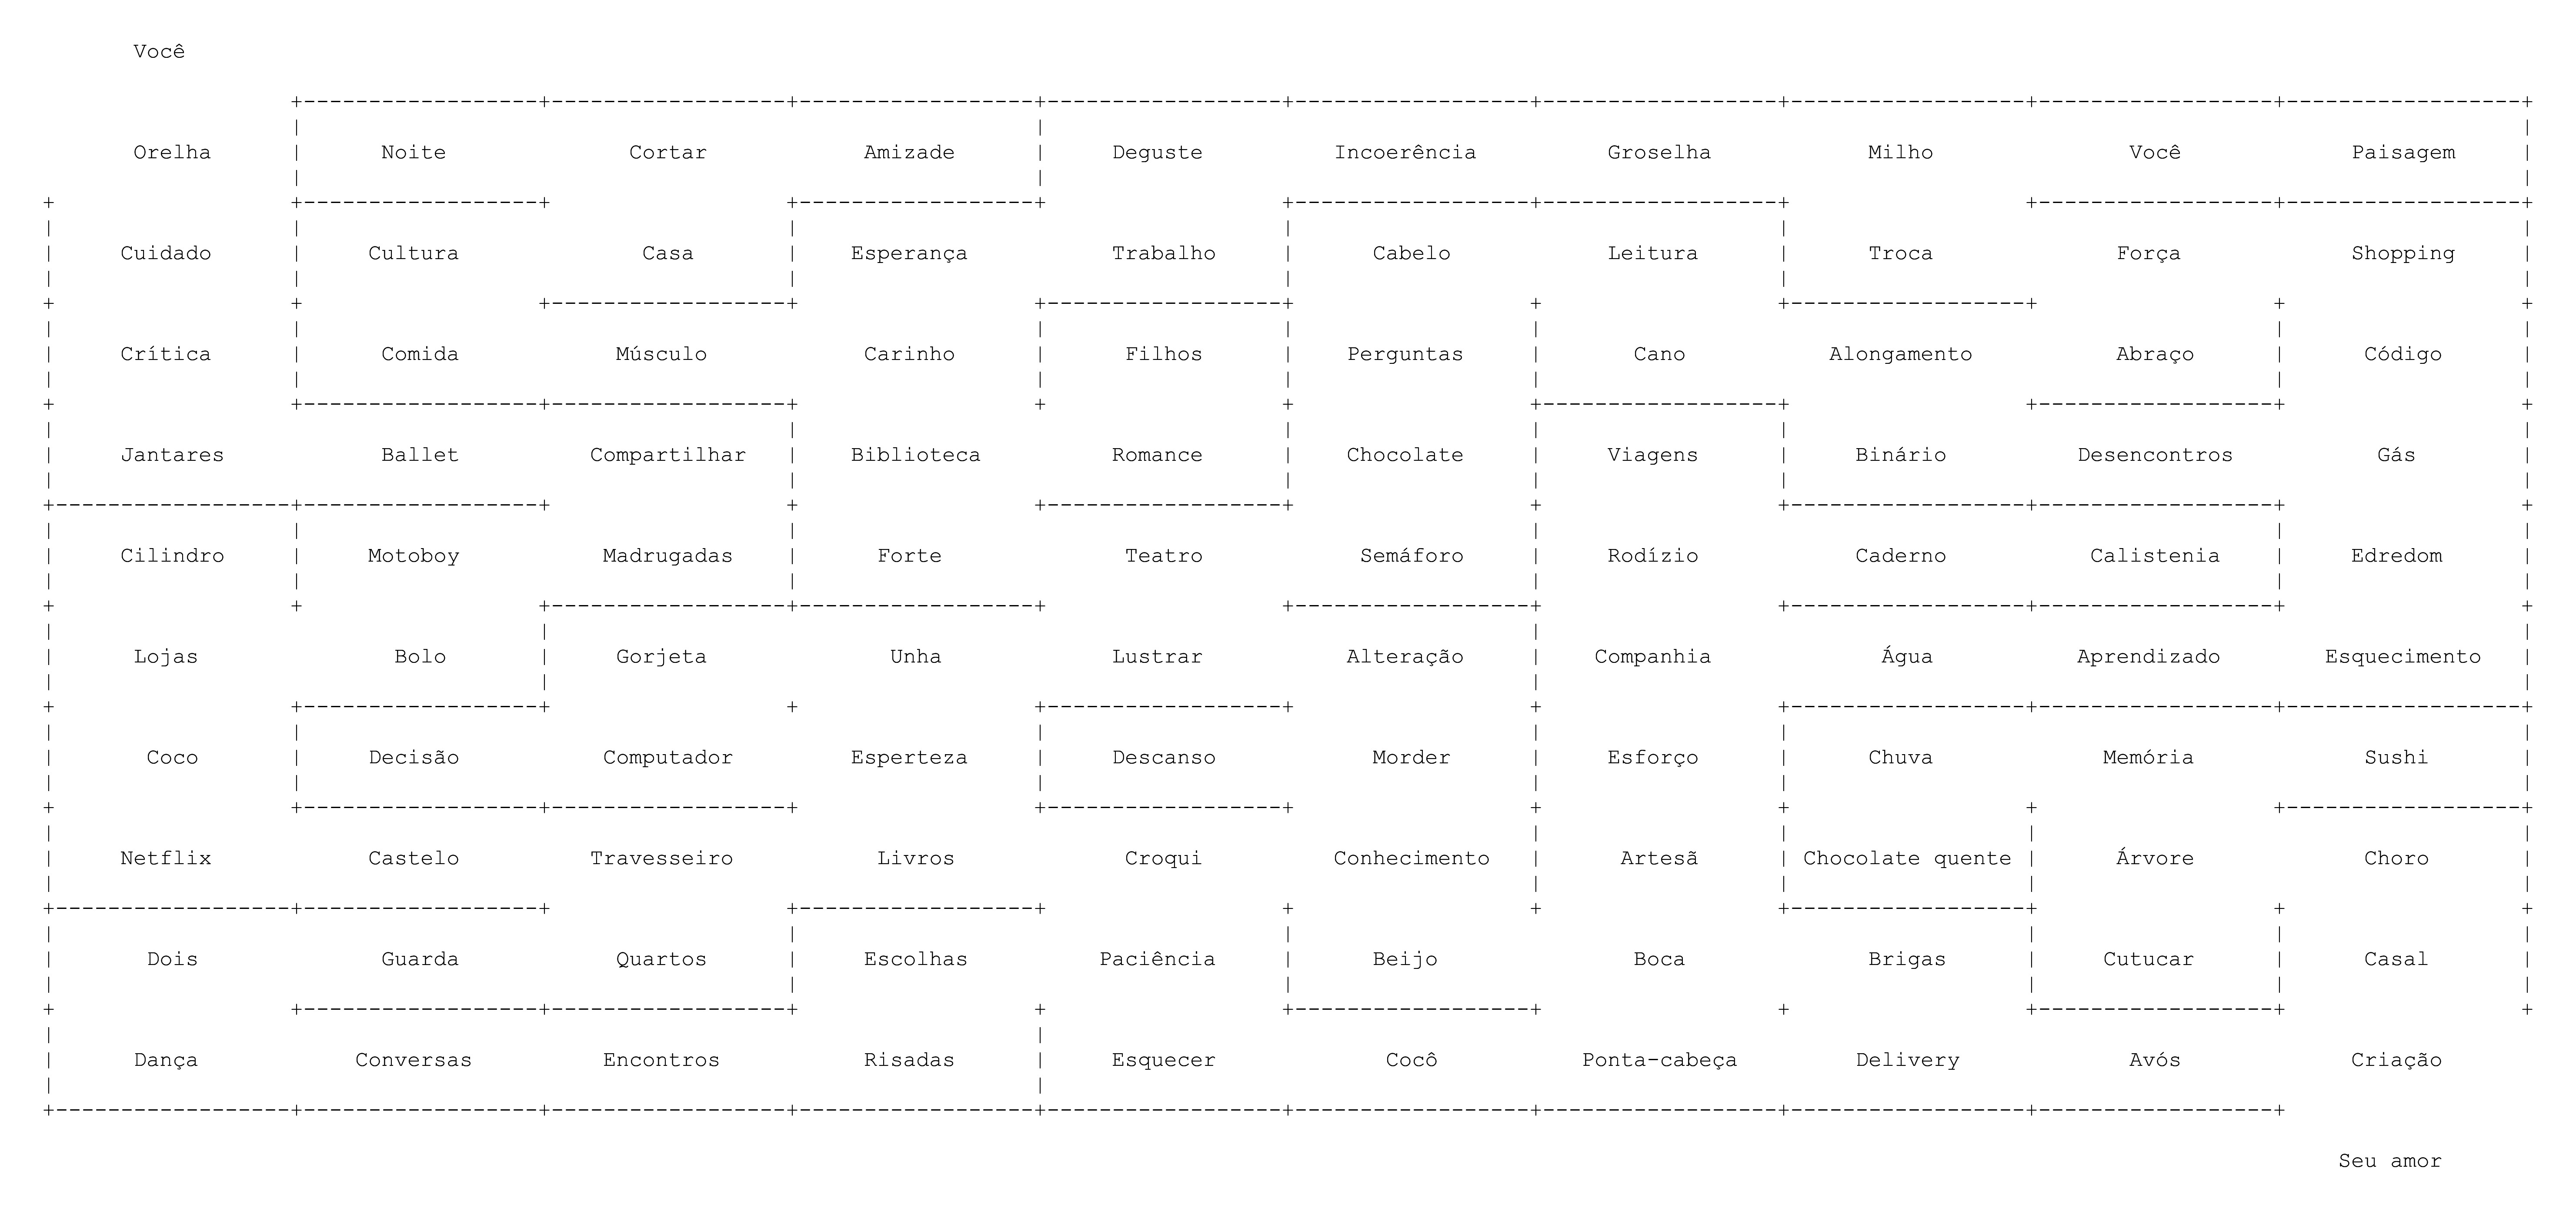 Você
Orelha Noite Cortar Amizade Deguste Incoerência Groselha Milho Você Paisagem
Cuidado Cultura Casa Esperança Trabalho Cabelo Leitura Troca Força Shopping
Crítica Comida Músculo Carinho Filhos Perguntas Cano Alongamento Abraço Código
Jantares Ballet Compartilhar Biblioteca Romance Chocolate Viagens Binário Desencontros Gás
Cilindro Motoboy Madrugadas Forte Teatro Semáforo Rodízio Caderno Calistenia Edredom
Lojas Bolo Gorjeta Unha Lustrar Alteração Companhia Água Aprendizado Esquecimento
Coco Decisão Computador Esperteza Descanso Morder Esforço Chuva Memória Sushi
Netflix Castelo Travesseiro Livros Croqui Conhecimento Artesã Chocolate quente Árvore Choro
Dois Guarda Quartos Escolhas Paciência Beijo Boca Brigas Cutucar Casal
Dança Conversas Encontros Risadas Esquecer Cocô Ponta-cabeça Delivery Avós Criação
Seu amor